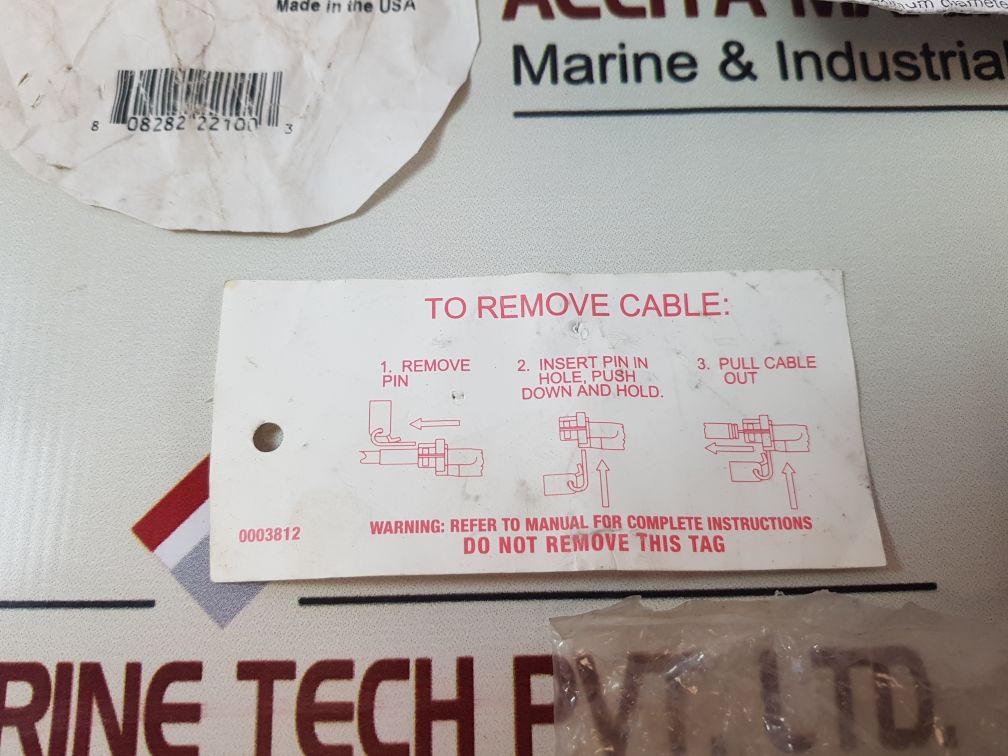 Made in the USA
8 08282 22100 3
Marine & Industrial
TO REMOVE CABLE:
1. REMOVE
PIN
2. INSERT PIN IN
HOLE, PUSH
DOWN AND HOLD.
3. PULL CABLE
OUT
0003812
WARNING: REFER TO MANUAL FOR COMPLETE INSTRUCTIONS
DO NOT REMOVE THIS TAG
RINE TECH PVT. LTD.